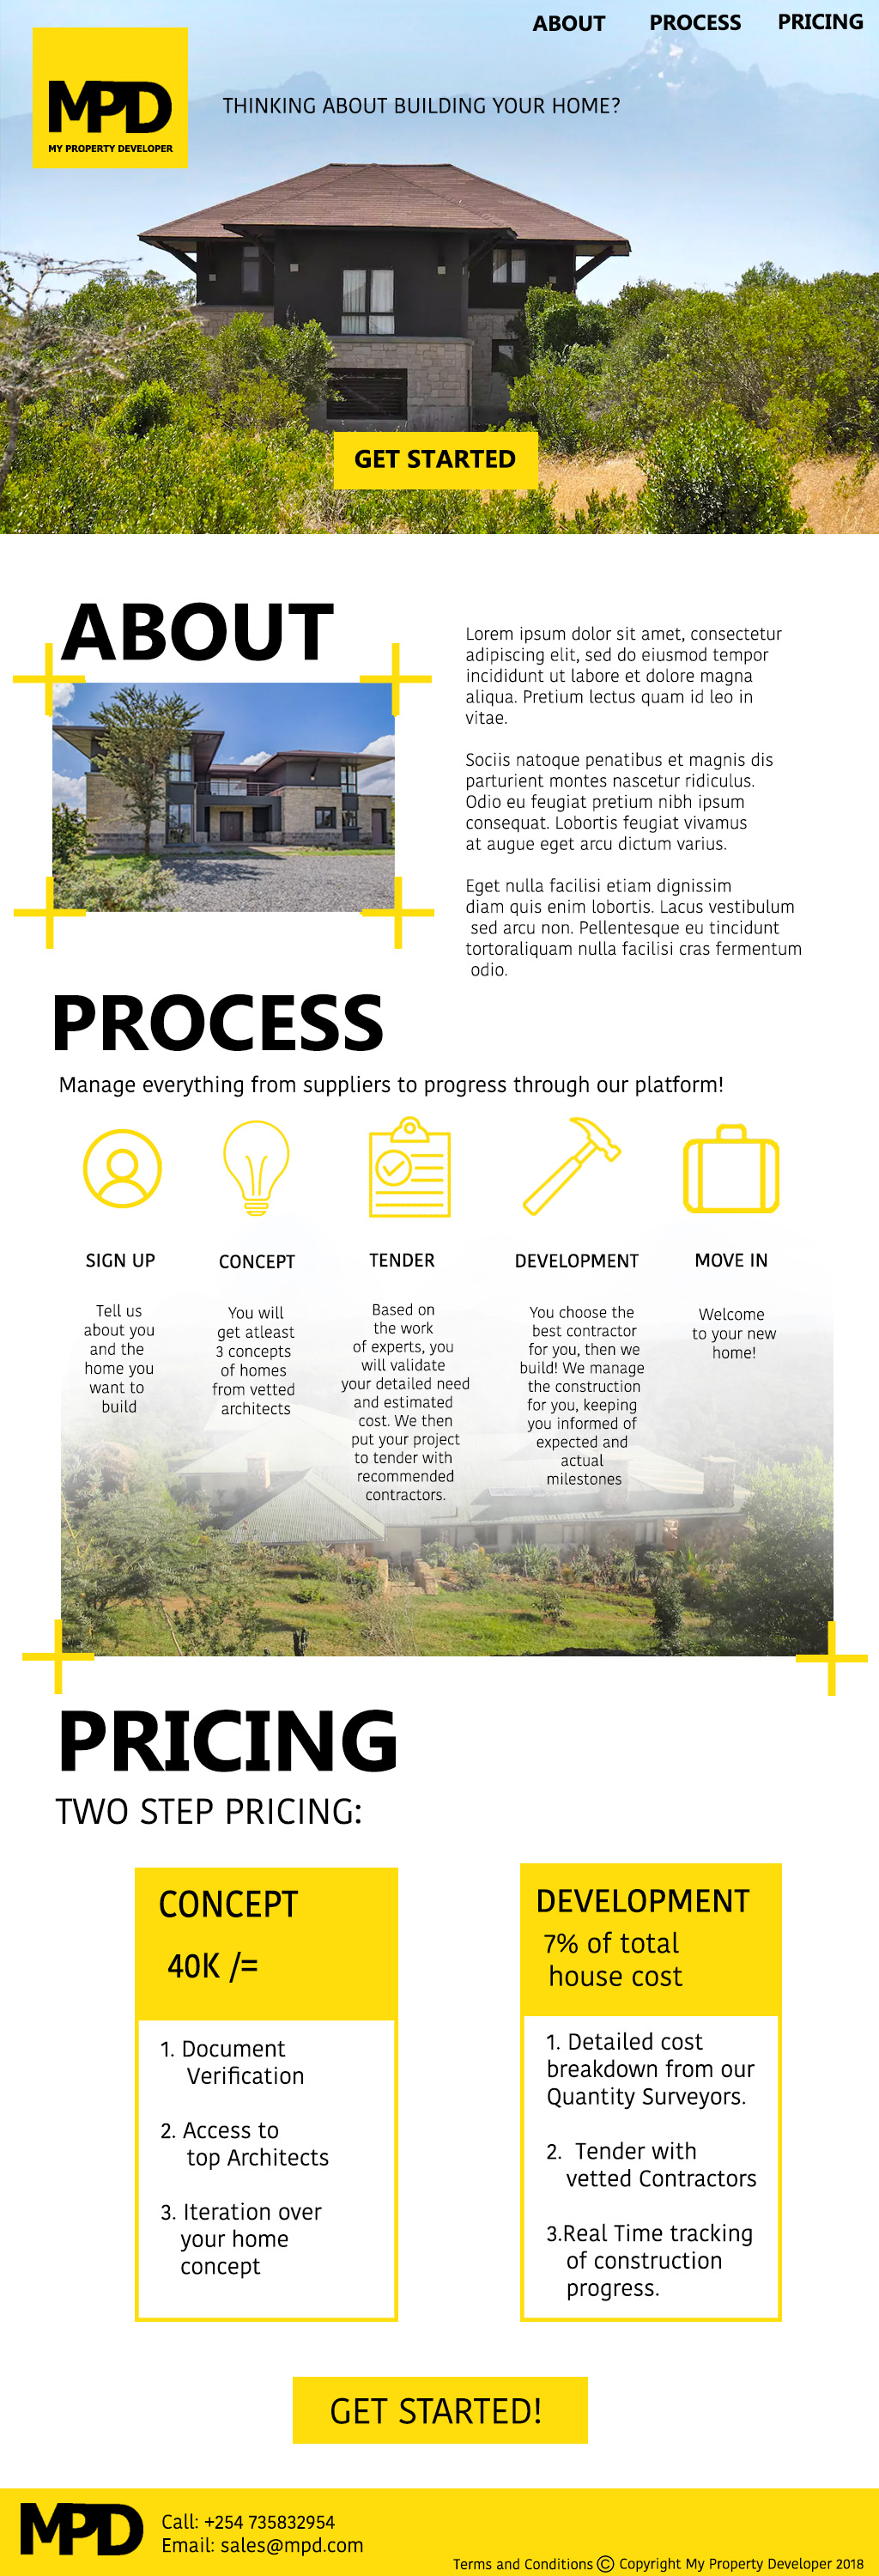 ABOUT PROCESS PRICING
MPD
MY PROPERTY DEVELOPER
THINKING ABOUT BUILDING YOUR HOME?
GET STARTED
ABOUT
Lorem ipsum dolor sit amet, consectetur
adipiscing elit, sed do eiusmod tempor
incididunt ut labore et dolore magna
aliqua. Pretium lectus quam id leo in
vitae.
Sociis natoque penatibus et magnis dis
parturient montes nascetur ridiculus.
Odio eu feugiat pretium nibh ipsum
consequat. Lobortis feugiat vivamus
at augue eget arcu dictum varius.
Eget nulla facilisi etiam dignissim
diam quis enim lobortis. Lacus vestibulum
sed arcu non. Pellentesque eu tincidunt
tortoraliquam nulla facilisi cras fermentum
odio.
PROCESS
Manage everything from suppliers to progress through our platform!
SIGN UP
Tell us
about you
and the
home you
want to
build
CONCEPT
You will
get atleast
3 concepts
of homes
from vetted
architects
TENDER
Based on
the work
of experts, you
will validate
your detailed need
and estimated
cost. We then
put your project
to tender with
recommended
contractors.
DEVELOPMENT
You choose the
best contractor
for you, then we
build! We manage
the construction
for you, keeping
you informed of
expected and
actual
milestones
MOVE IN
Welcome
to your new
home!
PRICING
TWO STEP PRICING:
CONCEPT
40K /=
1. Document
Verification
2. Access to
top Architects
3. Iteration over
your home
concept
DEVELOPMENT
7% of total
house cost
1. Detailed cost
breakdown from our
Quantity Surveyors.
2. Tender with
vetted Contractors
3.Real Time tracking
of construction
progress.
GET STARTED!
MPD
Call: +254 735832954
Email: sales@mpd.com
Terms and Conditions © Copyright My Property Developer 2018